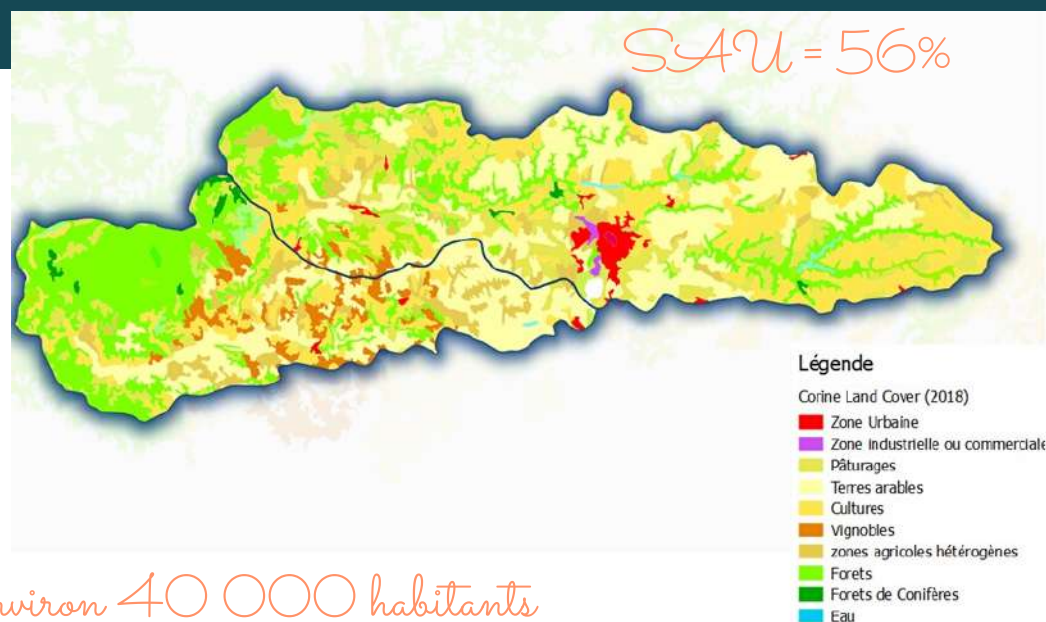 SAU = 56%
Légende
Corine Land Cover (2018)
Zone Urbaine
Zone industrielle ou commerciale
Pâturages
Terres arables
Cultures
Vignobles
zones agricoles hétérogènes
Forets
Forets de Conifères
Eau
nviron 40 000 habitants